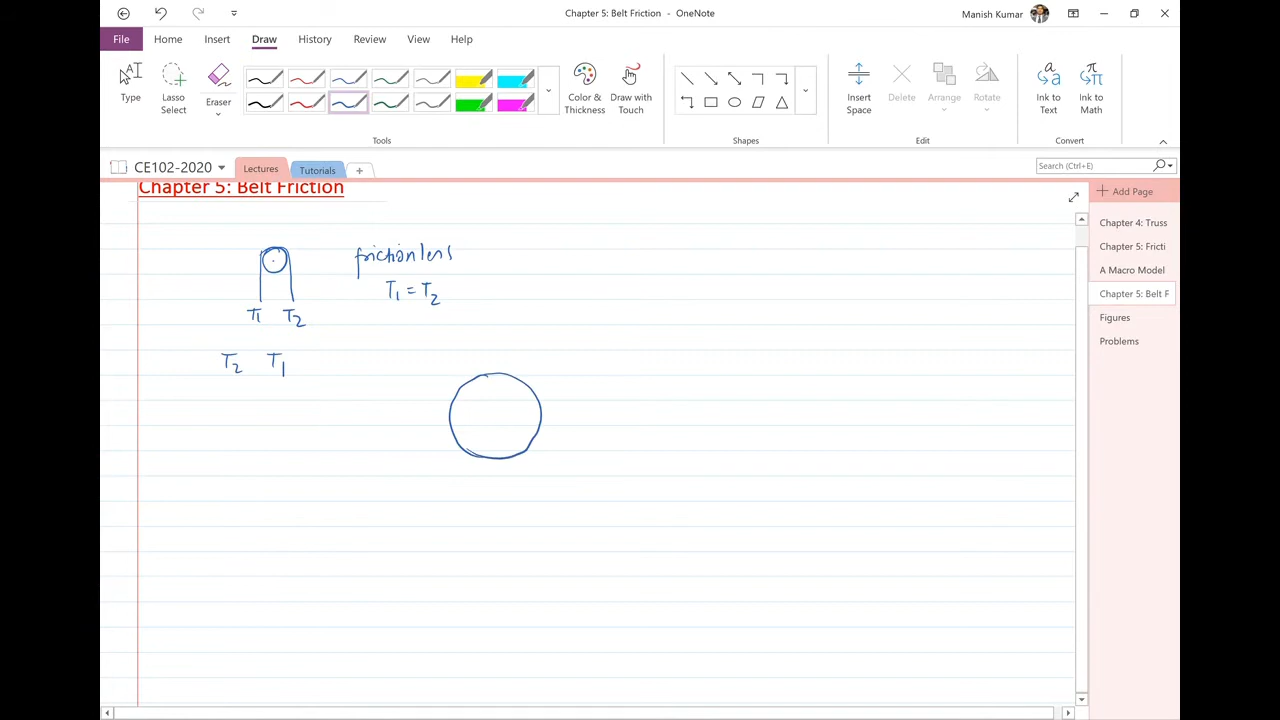 Chapter 5: Belt Friction - OneNote
Manish Kumar
File Home Insert Draw History Review View Help
Type
Lasso Select
Eraser
Color & Thickness
Draw with Touch
Insert Space
Delete
Arrange
Rotate
Ink to Text
Ink to Math
Tools
Shapes
Edit
Convert
CE102-2020
Lectures
Tutorials
Search (Ctrl+E)
Chapter 5: Belt Friction
Add Page
Chapter 4: Truss
Chapter 5: Fricti
A Macro Model
Chapter 5: Belt F
Figures
Problems
frictionless
T1 = T2
T1 T2
T2 T1